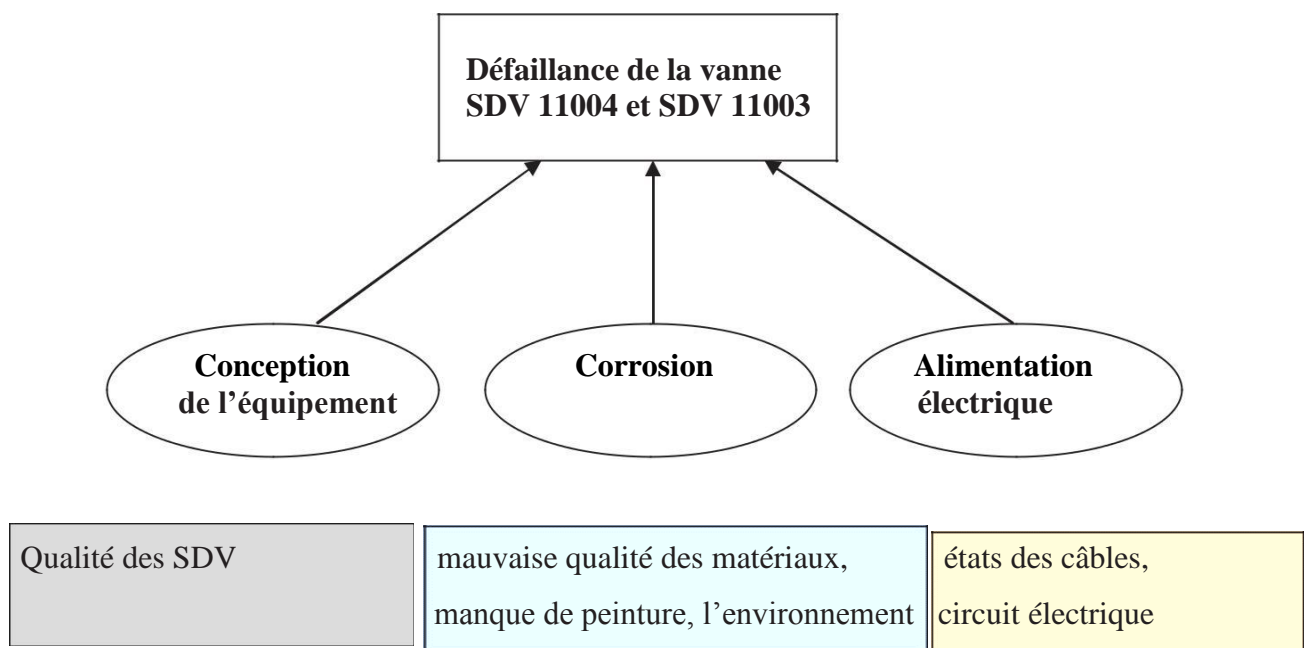 Défaillance de la vanne
SDV 11004 et SDV 11003
Conception
de l’équipement
Corrosion
Alimentation
électrique
Qualité des SDV
mauvaise qualité des matériaux,
manque de peinture, l’environnement
états des câbles,
circuit électrique